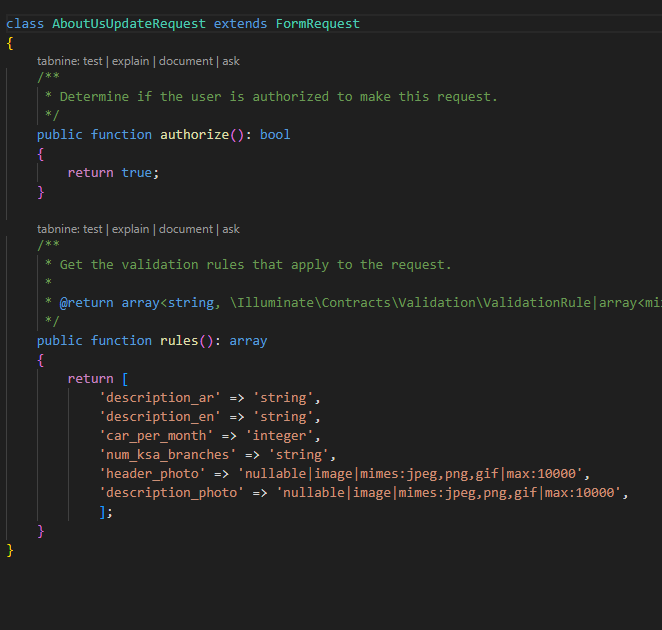 class AboutUsUpdateRequest extends FormRequest
{
    tabnine: test | explain | document | ask
    /**
     * Determine if the user is authorized to make this request.
     */
    public function authorize(): bool
    {
        return true;
    }
    tabnine: test | explain | document | ask
    /**
     * Get the validation rules that apply to the request.
     *
     * @return array<string, \Illuminate\Contracts\Validation\ValidationRule|array<mi
     */
    public function rules(): array
    {
        return [
            'description_ar' => 'string',
            'description_en' => 'string',
            'car_per_month' => 'integer',
            'num_ksa_branches' => 'string',
            'header_photo' => 'nullable|image|mimes:jpeg,png,gif|max:10000',
            'description_photo' => 'nullable|image|mimes:jpeg,png,gif|max:10000',
            ];
    }
}